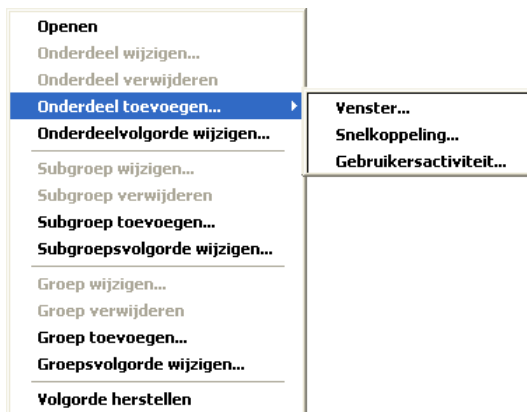 Openen
Onderdeel wijzigen...
Onderdeel verwijderen
Onderdeel toevoegen...
Onderdeelvolgorde wijzigen...
Subgroep wijzigen...
Subgroep verwijderen
Subgroep toevoegen...
Subgroepsvolgorde wijzigen...
Groep wijzigen...
Groep verwijderen
Groep toevoegen...
Groepsvolgorde wijzigen...
Volgorde herstellen
Venster...
Snelkoppeling...
Gebruikersactiviteit...